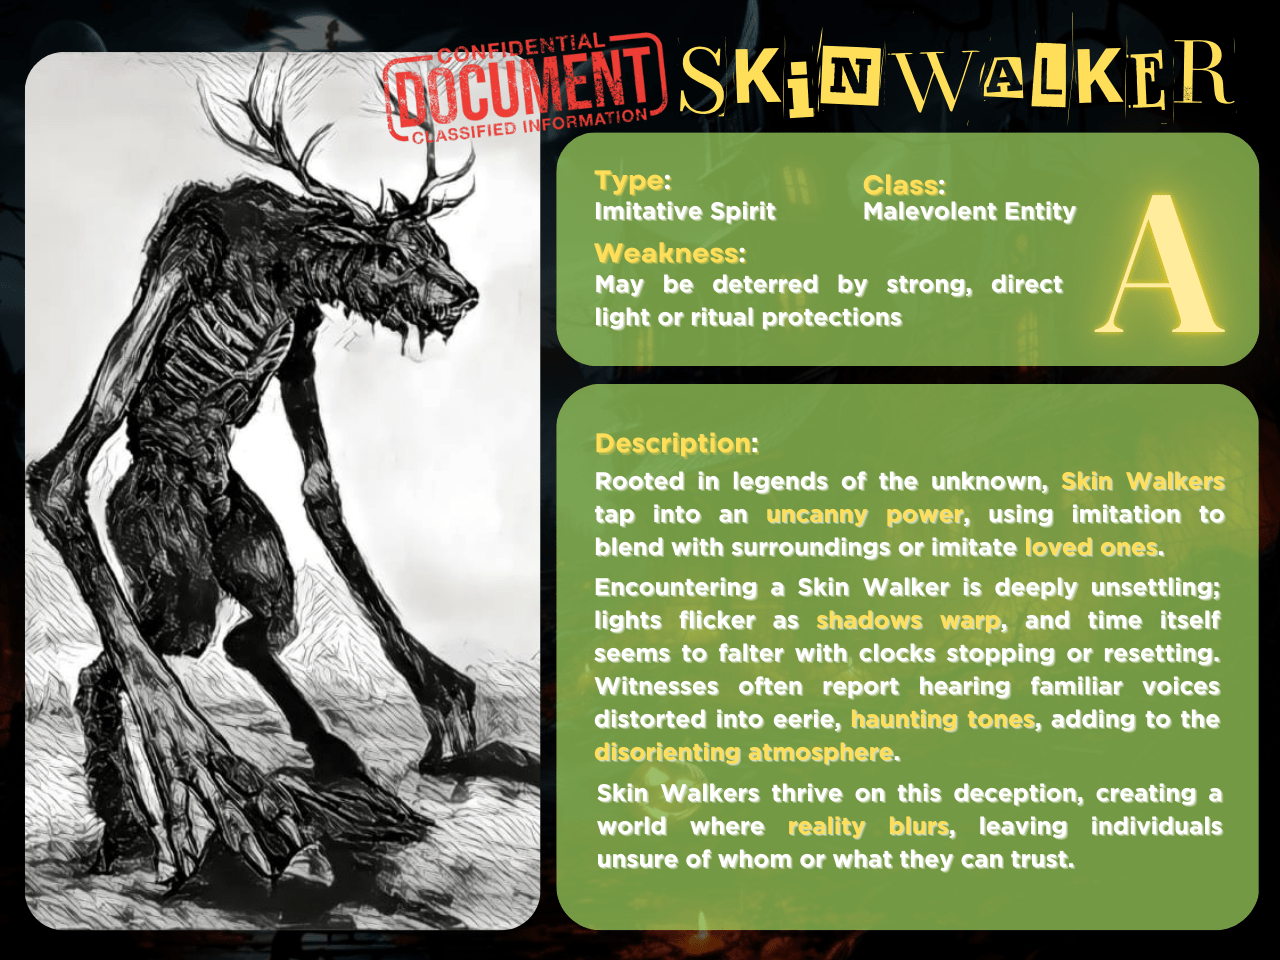 CONFIDENTIAL
DOCUMENT
CLASSIFIED INFORMATION
SKiNWALKER
Type:
Imitative Spirit
Class:
Malevolent Entity
Weakness:
May be deterred by strong, direct
light or ritual protections
A
Description:
Rooted in legends of the unknown, Skin Walkers
tap into an uncanny power, using imitation to
blend with surroundings or imitate loved ones.
Encountering a Skin Walker is deeply unsettling;
lights flicker as shadows warp, and time itself
seems to falter with clocks stopping or resetting.
Witnesses often report hearing familiar voices
distorted into eerie, haunting tones, adding to the
disorienting atmosphere.
Skin Walkers thrive on this deception, creating a
world where reality blurs, leaving individuals
unsure of whom or what they can trust.